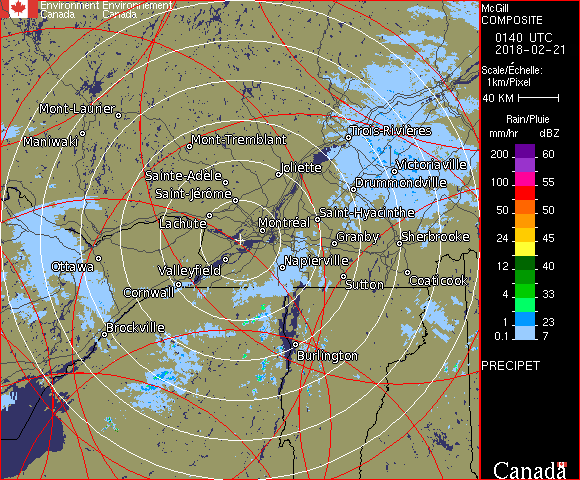 Environment Environnement
Canada Canada
McGill
COMPOSITE
0140 UTC
2018-02-21
Scale/Échelle:
1km/Pixel
40 KM
Rain/Pluie
mm/hr dBZ
200 60
100 55
50 50
24 45
12 40
4 33
1 23
0.1 7
PRECIPET
Canada
Mont-Laurier
Maniwaki
Mont-Tremblant
Trois-Rivières
Joliette
Victoriaville
Sainte-Adèle
Drummondville
Saint-Jérôme
Lachute
Saint-Hyacinthe
Montréal
Granby
Sherbrooke
Ottawa
Valleyfield
Napierville
Cornwall
Sutton
Coaticook
Brockville
Burlington